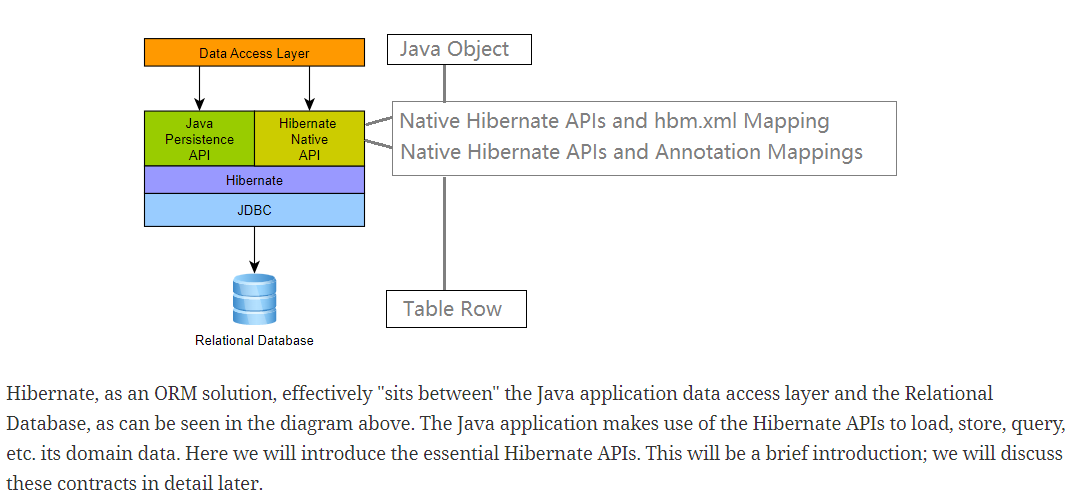 Data Access Layer
Java Object
Java
Persistence
API
Hibernate
Native
API
Native Hibernate APIs and hbm.xml Mapping
Native Hibernate APIs and Annotation Mappings
Hibernate
JDBC
Table Row
Relational Database
Hibernate, as an ORM solution, effectively "sits between" the Java application data access layer and the Relational
Database, as can be seen in the diagram above. The Java application makes use of the Hibernate APIs to load, store, query,
etc. its domain data. Here we will introduce the essential Hibernate APIs. This will be a brief introduction; we will discuss
these contracts in detail later.